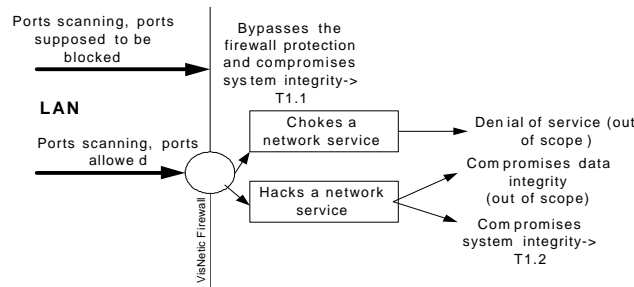 Ports scanning, ports
supposed to be
blocked
Bypasses the
firewall protection
and compromises
system integrity->
T1.1
LAN
Ports scanning, ports
allowed
VisNetic Firewall
Chokes a
network service
Denial of service (out
of scope)
Hacks a network
service
Compromises data
integrity
(out of scope)
Compromises
system integrity->
T1.2